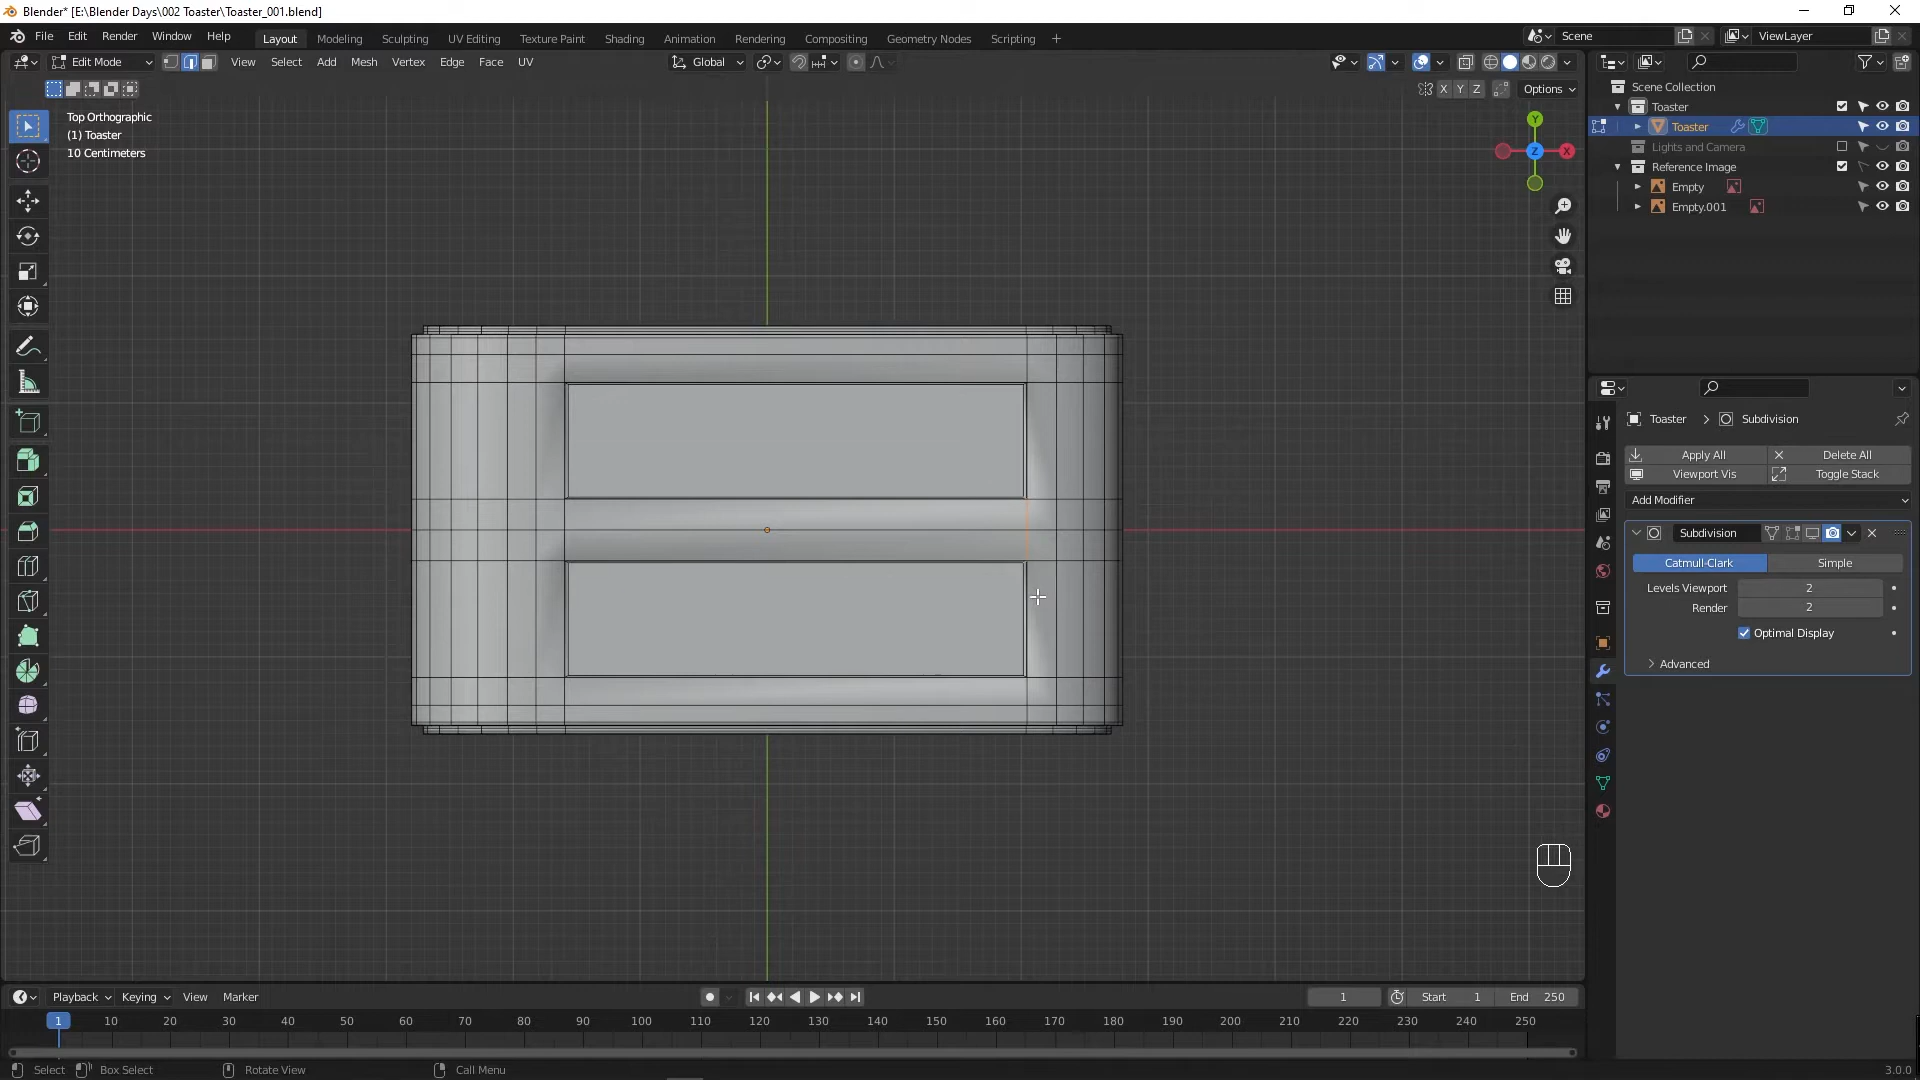 Blender* [E:\Blender Days\002 Toaster\Toaster_001.blend]
File Edit Render Window Help Layout Modeling Sculpting UV Editing Texture Paint Shading Animation Rendering Compositing Geometry Nodes Scripting + Scene ViewLayer
Edit Mode View Select Add Mesh Vertex Edge Face UV Global
X Y Z Options
Top Orthographic
(1) Toaster
10 Centimeters
Y
Z X
Scene Collection
Toaster
Toaster
Lights and Camera
Reference Image
Empty
Empty.001
Toaster > Subdivision
Apply All Delete All
Viewport Vis Toggle Stack
Add Modifier
Subdivision
Catmull-Clark Simple
Levels Viewport 2
Render 2
Optimal Display
Advanced
Playback Keying View Marker 1 Start 1 End 250
1 10 20 30 40 50 60 70 80 90 100 110 120 130 140 150 160 170 180 190 200 210 220 230 240 250
Select Box Select Rotate View Call Menu 3.0.0